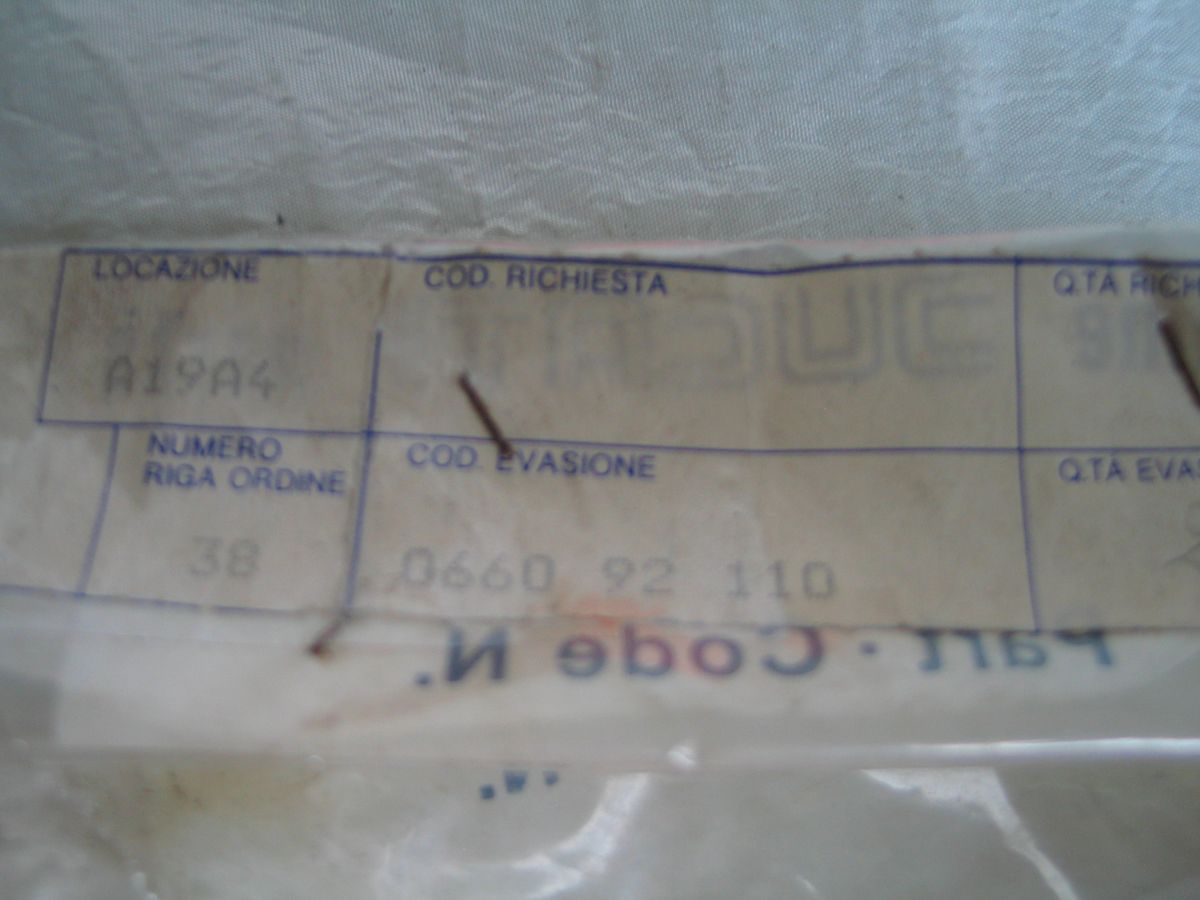 LOCAZIONE COD. RICHIESTA Q.TA RICH
A19A4
NUMERO RIGA ORDINE COD. EVASIONE Q.TA EVA
38 0660 92 110
Part - Code N.